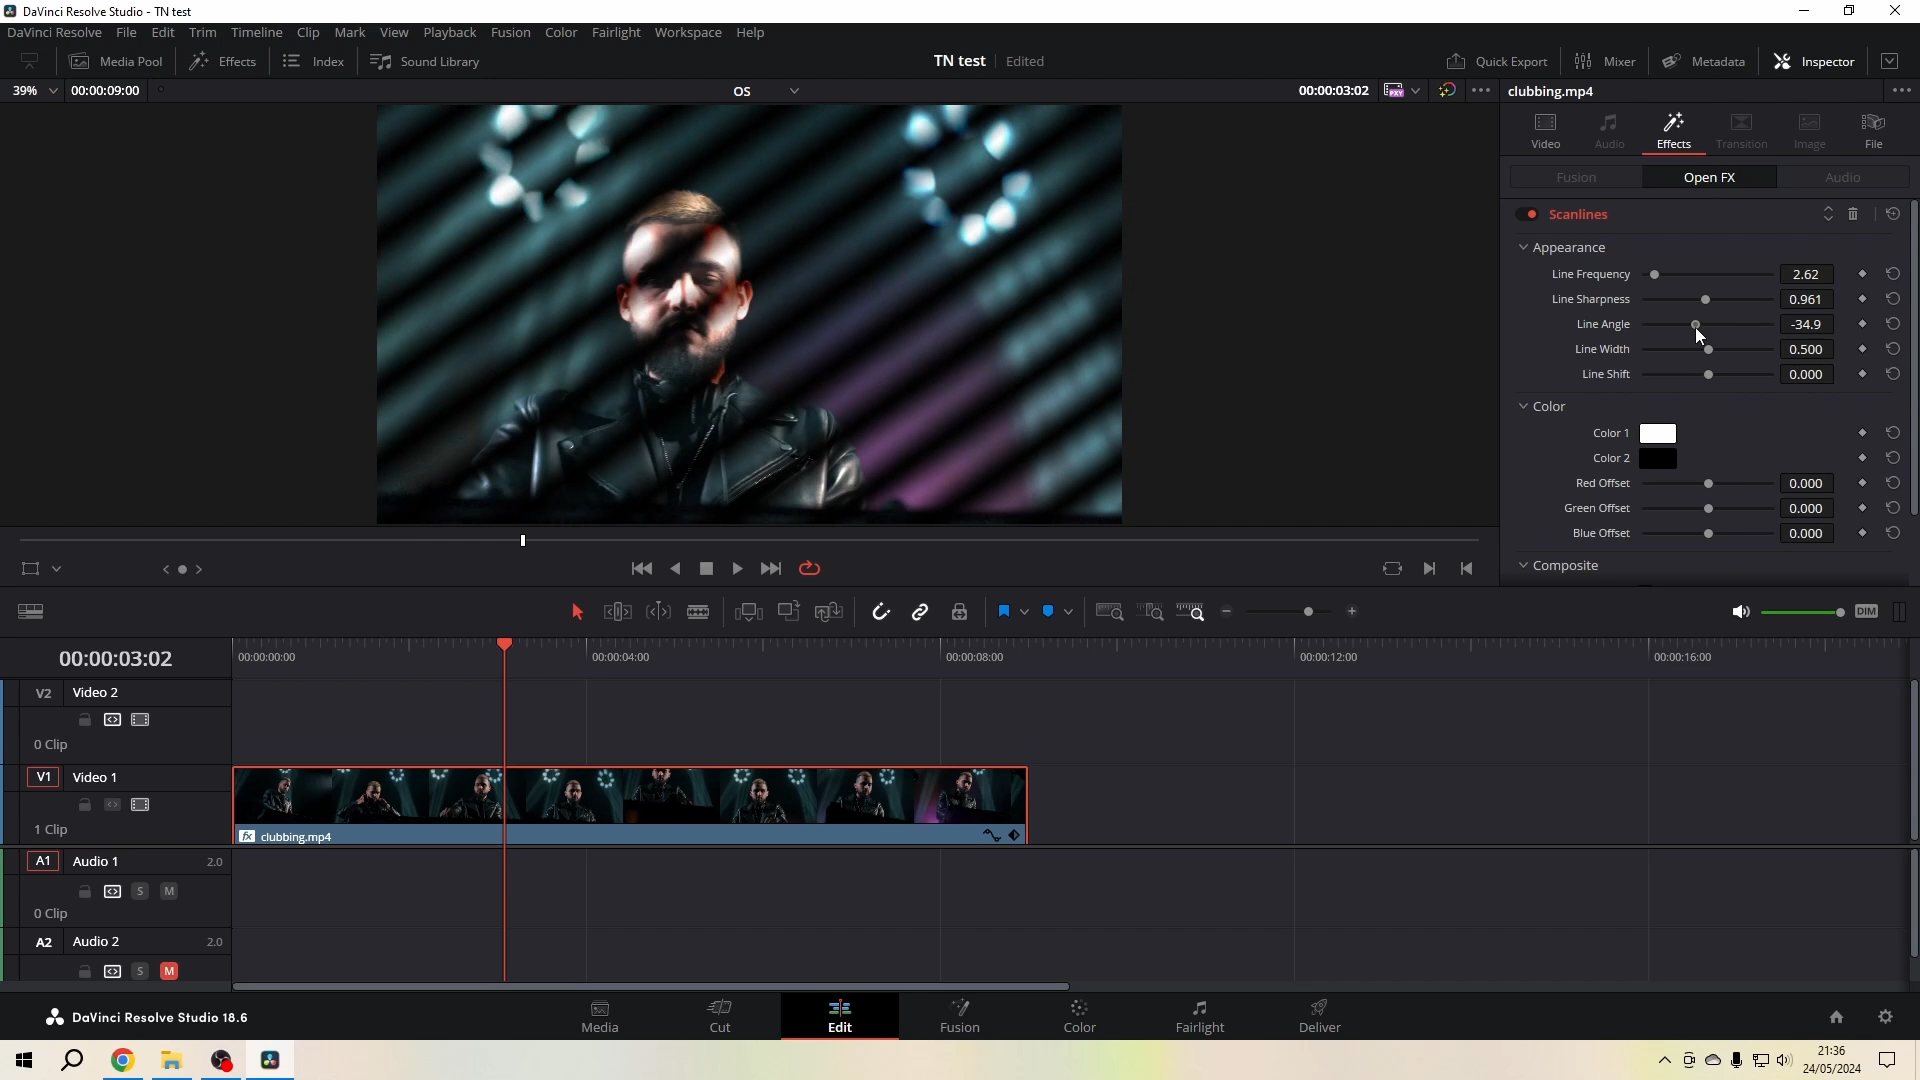 DaVinci Resolve Studio - TN test
DaVinci Resolve File Edit Trim Timeline Clip Mark View Playback Fusion Color Fairlight Workspace Help
Media Pool Effects Index Sound Library TN test Edited Quick Export Mixer Metadata Inspector
39% 00:00:09:00 OS 00:00:03:02 PXY clubbing.mp4
Video Audio Effects Transition Image File
Fusion Open FX Audio
Scanlines
Appearance
Line Frequency 2.62
Line Sharpness 0.961
Line Angle -34.9
Line Width 0.500
Line Shift 0.000
Color
Color 1
Color 2
Red Offset 0.000
Green Offset 0.000
Blue Offset 0.000
Composite
DIM
00:00:03:02 00:00:00:00 00:00:04:00 00:00:08:00 00:00:12:00 00:00:16:00
V2 Video 2
0 Clip
V1 Video 1
1 Clip
fx clubbing.mp4
A1 Audio 1 2.0
S M
0 Clip
A2 Audio 2 2.0
S M
DaVinci Resolve Studio 18.6
Media Cut Edit Fusion Color Fairlight Deliver
21:36
24/05/2024